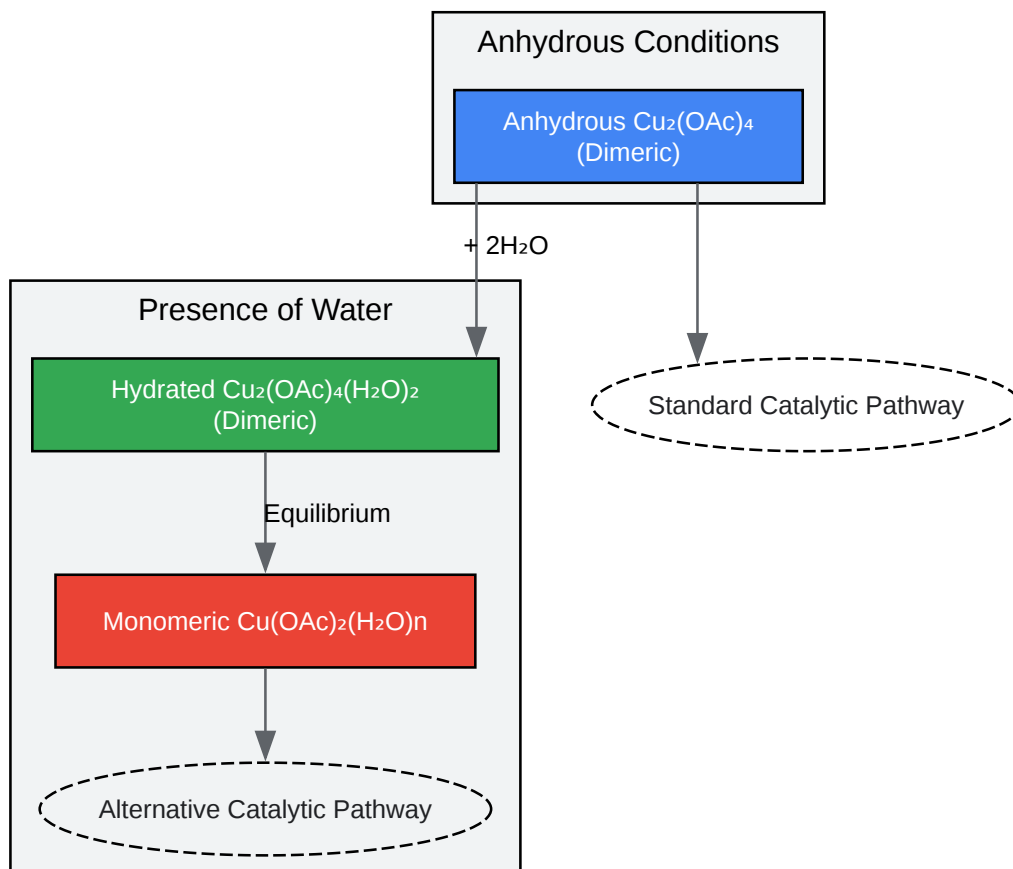 Anhydrous Conditions
Anhydrous Cu₂(OAc)₄
(Dimeric)
+ 2H₂O
Presence of Water
Hydrated Cu₂(OAc)₄(H₂O)₂
(Dimeric)
Standard Catalytic Pathway
Equilibrium
Monomeric Cu(OAc)₂(H₂O)n
Alternative Catalytic Pathway